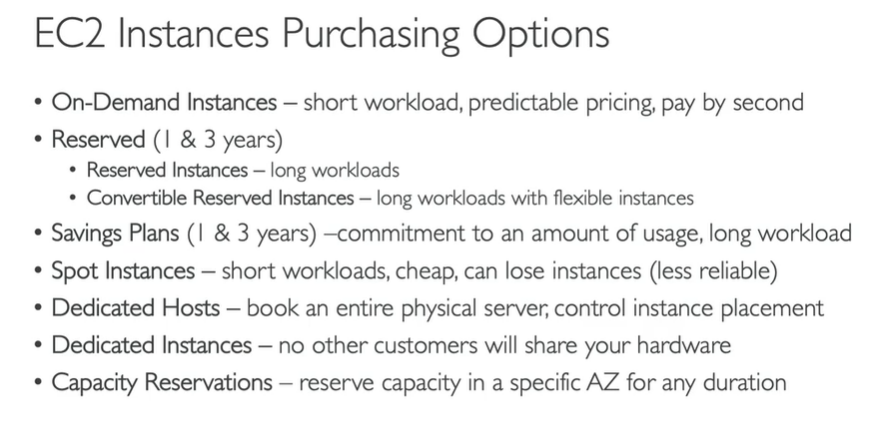 EC2 Instances Purchasing Options
• On-Demand Instances – short workload, predictable pricing, pay by second
• Reserved (1 & 3 years)
• Reserved Instances – long workloads
• Convertible Reserved Instances – long workloads with flexible instances
• Savings Plans (1 & 3 years) –commitment to an amount of usage, long workload
• Spot Instances – short workloads, cheap, can lose instances (less reliable)
• Dedicated Hosts – book an entire physical server, control instance placement
• Dedicated Instances – no other customers will share your hardware
• Capacity Reservations – reserve capacity in a specific AZ for any duration